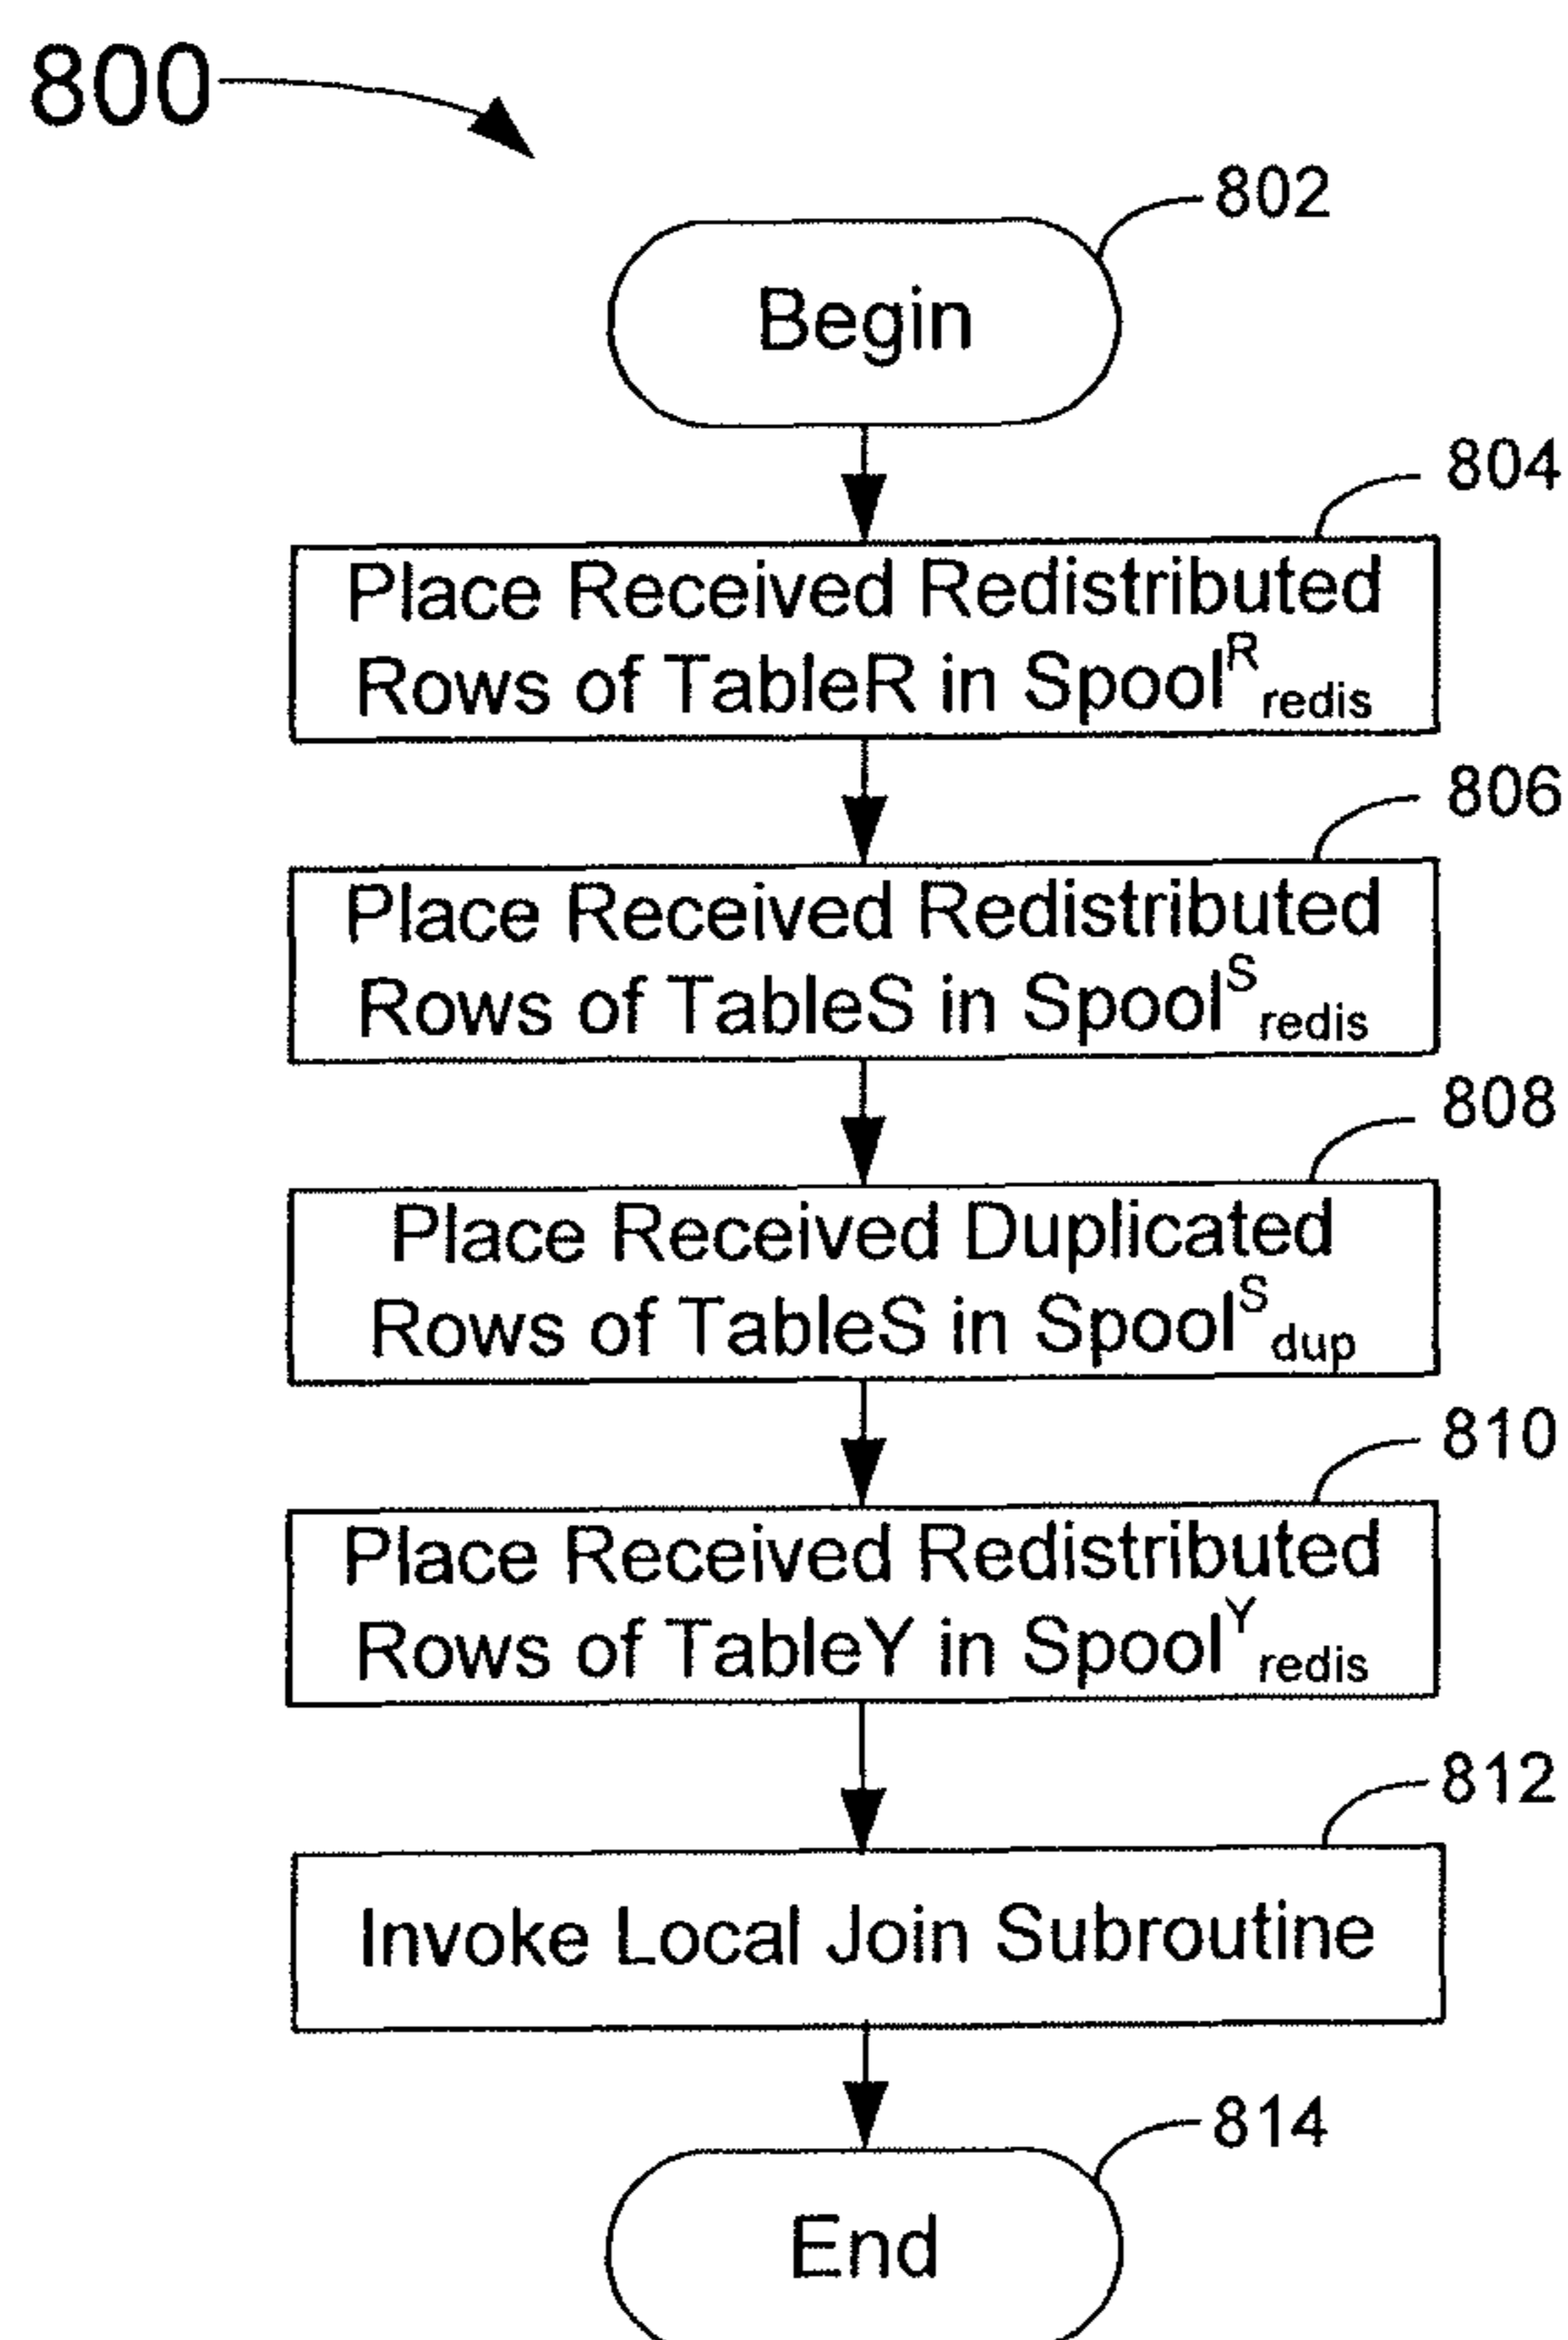 800
802
Begin
804
Place Received Redistributed
Rows of TableR in Spool^R_redis
806
Place Received Redistributed
Rows of TableS in Spool^S_redis
808
Place Received Duplicated
Rows of TableS in Spool^S_dup
810
Place Received Redistributed
Rows of TableY in Spool^Y_redis
812
Invoke Local Join Subroutine
814
End